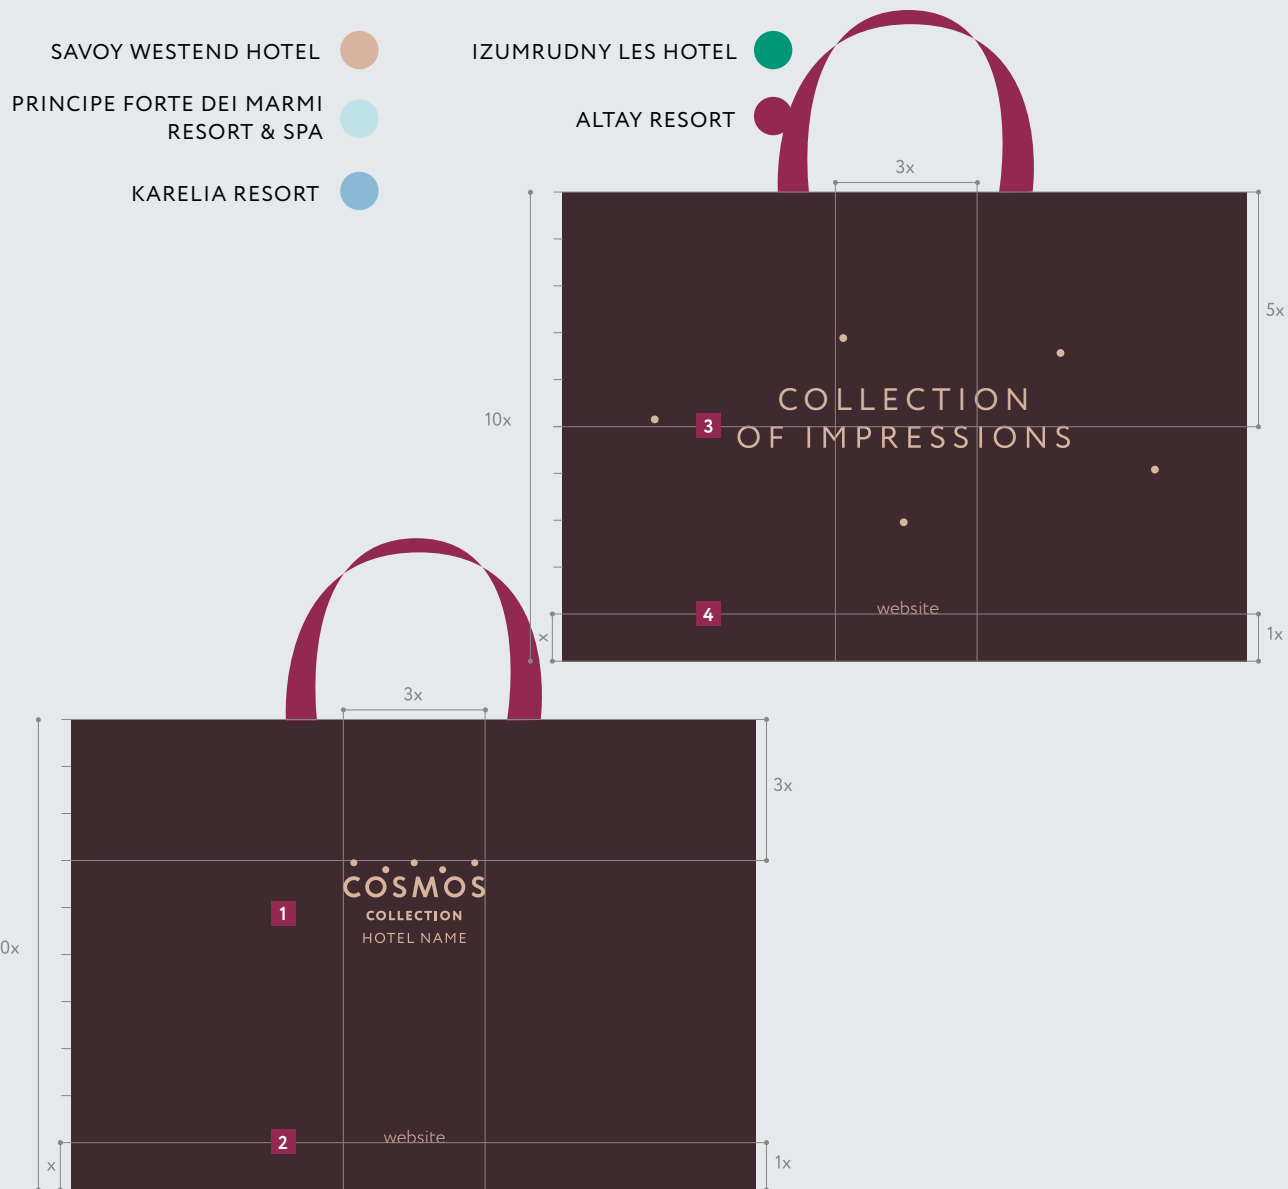 SAVOY WESTEND HOTEL
PRINCIPE FORTE DEI MARMI
RESORT & SPA
KARELIA RESORT
IZUMRUDNY LES HOTEL
ALTAY RESORT
3x
5x
10x
COLLECTION
3
OF IMPRESSIONS
4
website
x
1x
3x
3x
COSMOS
COLLECTION
HOTEL NAME
1
0x
2
website
x
1x